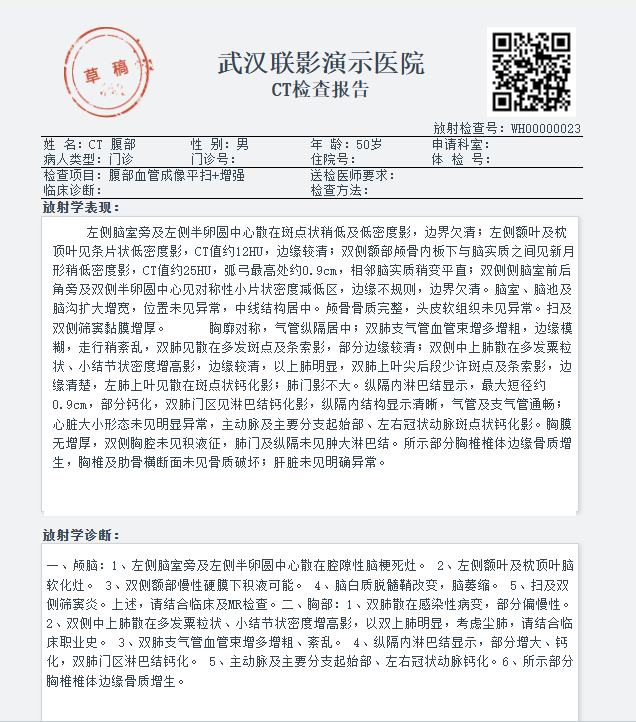 草稿
武汉联影演示医院
CT检查报告
放射检查号：WH00000023
姓 名：CT 腹部 性 别：男 年 龄：50岁 申请科室：
病人类型：门诊 门诊号： 住院号： 体 检 号：
检查项目：腹部血管成像平扫+增强 送检医师要求：
临床诊断： 检查方法：
放射学表现：
左侧脑室旁及左侧半卵圆中心散在斑点状稍低及低密度影，边界欠清；左侧额叶及枕
顶叶见条片状低密度影，CT值约12HU，边缘较清；双侧额部颅骨内板下与脑实质之间见新月
形稍低密度影，CT值约25HU，弧弓最高处约0.9cm，相邻脑实质稍变平直；双侧侧脑室前后
角旁及双侧半卵圆中心见对称性小片状密度减低区，边缘不规则，边界欠清。脑室、脑池及
脑沟扩大增宽，位置未见异常，中线结构居中。颅骨骨质完整，头皮软组织未见异常。扫及
双侧筛窦黏膜增厚。 胸廓对称，气管纵隔居中；双肺支气管血管束增多增粗，边缘模
糊，走行稍紊乱，双肺见散在多发斑点及条索影，部分边缘较清；双侧中上肺散在多发粟粒
状、小结节状密度增高影，边缘较清，以上肺明显，双肺上叶尖后段少许斑点及条索影，边
缘清楚，左肺上叶见散在斑点状钙化影；肺门影不大。纵隔内淋巴结显示，最大短径约
0.9cm，部分钙化，双肺门区见淋巴结钙化影，纵隔内结构显示清晰，气管及支气管通畅；
心脏大小形态未见明显异常，主动脉及主要分支起始部、左右冠状动脉斑点状钙化影。胸膜
无增厚，双侧胸腔未见积液征，肺门及纵隔未见肿大淋巴结。所示部分胸椎椎体边缘骨质增
生，胸椎及肋骨横断面未见骨质破坏；肝脏未见明确异常。
放射学诊断：
一、颅脑：1、左侧脑室旁及左侧半卵圆中心散在腔隙性脑梗死灶。 2、左侧额叶及枕顶叶脑
软化灶。 3、双侧额部慢性硬膜下积液可能。 4、脑白质脱髓鞘改变，脑萎缩。 5、扫及双
侧筛窦炎。上述，请结合临床及MR检查。二、胸部：1、双肺散在感染性病变，部分偏慢性。
2、双侧中上肺散在多发粟粒状、小结节状密度增高影，以双上肺明显，考虑尘肺，请结合临
床职业史。 3、双肺支气管血管束增多增粗、紊乱。 4、纵隔内淋巴结显示，部分增大、钙
化，双肺门区淋巴结钙化。 5、主动脉及主要分支起始部、左右冠状动脉钙化。6、所示部分
胸椎椎体边缘骨质增生。